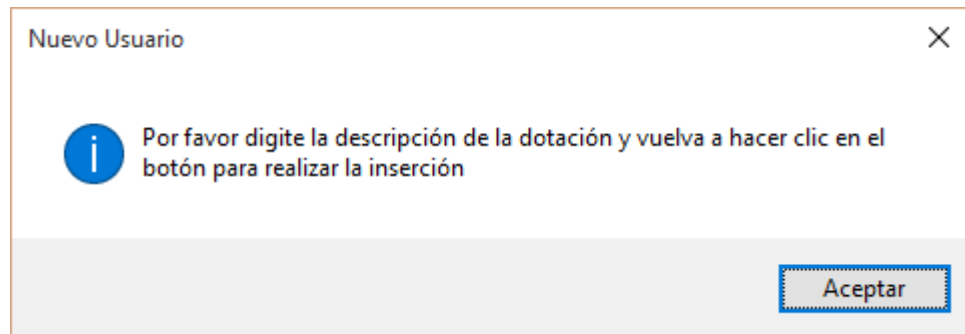 Nuevo Usuario
Por favor digite la descripción de la dotación y vuelva a hacer clic en el
botón para realizar la inserción
Aceptar